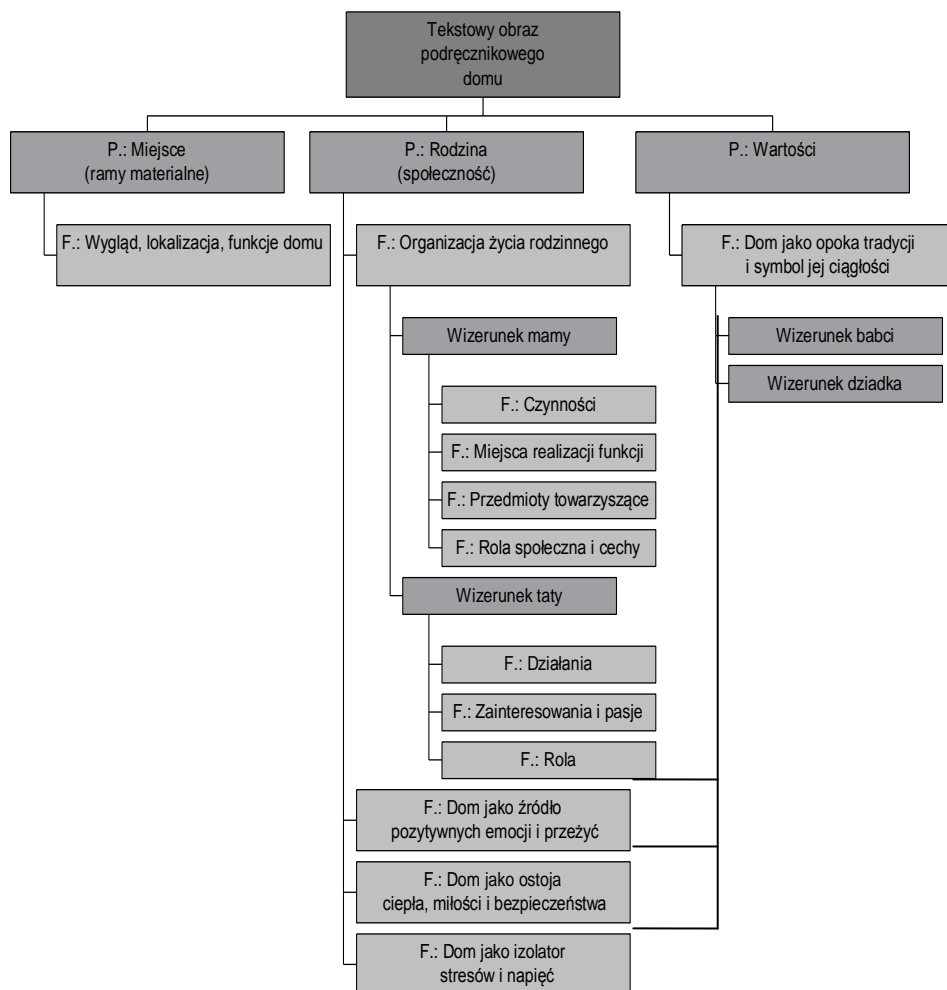 Tekstowy obraz
podręcznikowego
domu
P.: Miejsce
(ramy materialne)
P.: Rodzina
(społeczność)
P.: Wartości
F.: Wygląd, lokalizacja, funkcje domu
F.: Organizacja życia rodzinnego
F.: Dom jako opoka tradycji
i symbol jej ciągłości
Wizerunek mamy
Wizerunek babci
Wizerunek dziadka
F.: Czynności
F.: Miejsca realizacji funkcji
F.: Przedmioty towarzyszące
F.: Rola społeczna i cechy
Wizerunek taty
F.: Działania
F.: Zainteresowania i pasje
F.: Rola
F.: Dom jako źródło
pozytywnych emocji i przeżyć
F.: Dom jako ostoja
ciepła, miłości i bezpieczeństwa
F.: Dom jako izolator
stresów i napięć